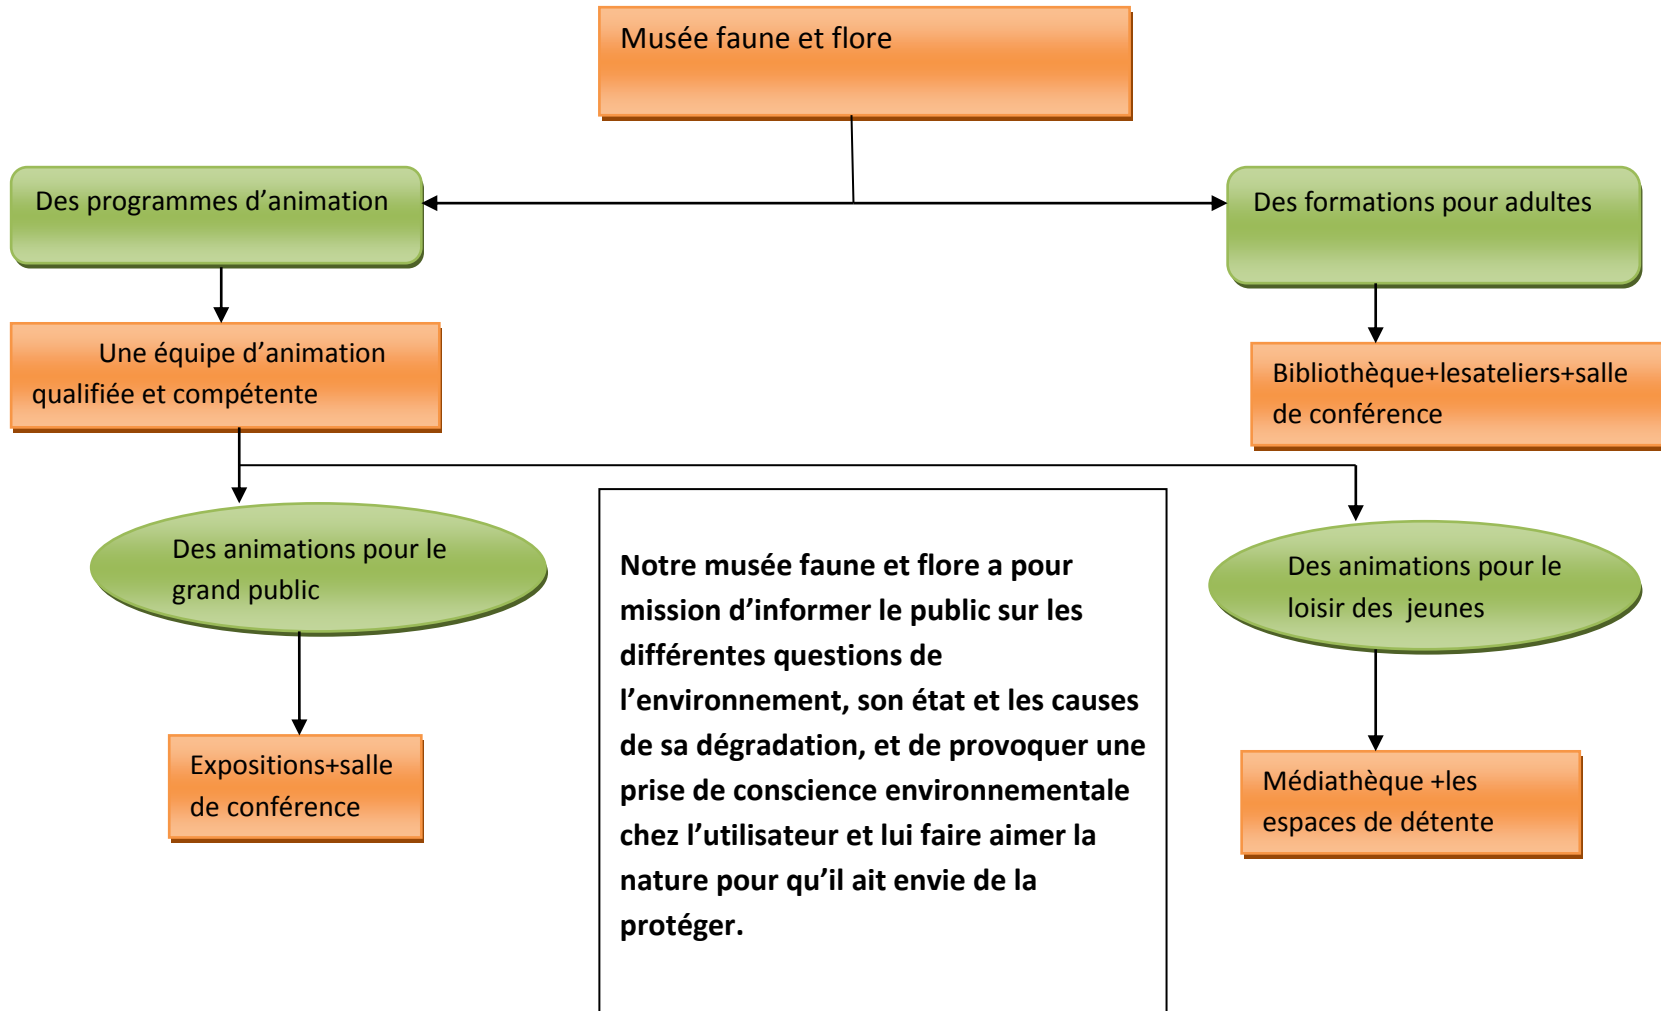 Musée faune et flore
Des programmes d’animation
Des formations pour adultes
Une équipe d’animation
qualifiée et compétente
Bibliothèque+lesateliers+salle
de conférence
Des animations pour le
grand public
Notre musée faune et flore a pour
mission d’informer le public sur les
différentes questions de
l’environnement, son état et les causes
de sa dégradation, et de provoquer une
prise de conscience environnementale
chez l’utilisateur et lui faire aimer la
nature pour qu’il ait envie de la
protéger.
Des animations pour le
loisir des  jeunes
Expositions+salle
de conférence
Médiathèque +les
espaces de détente